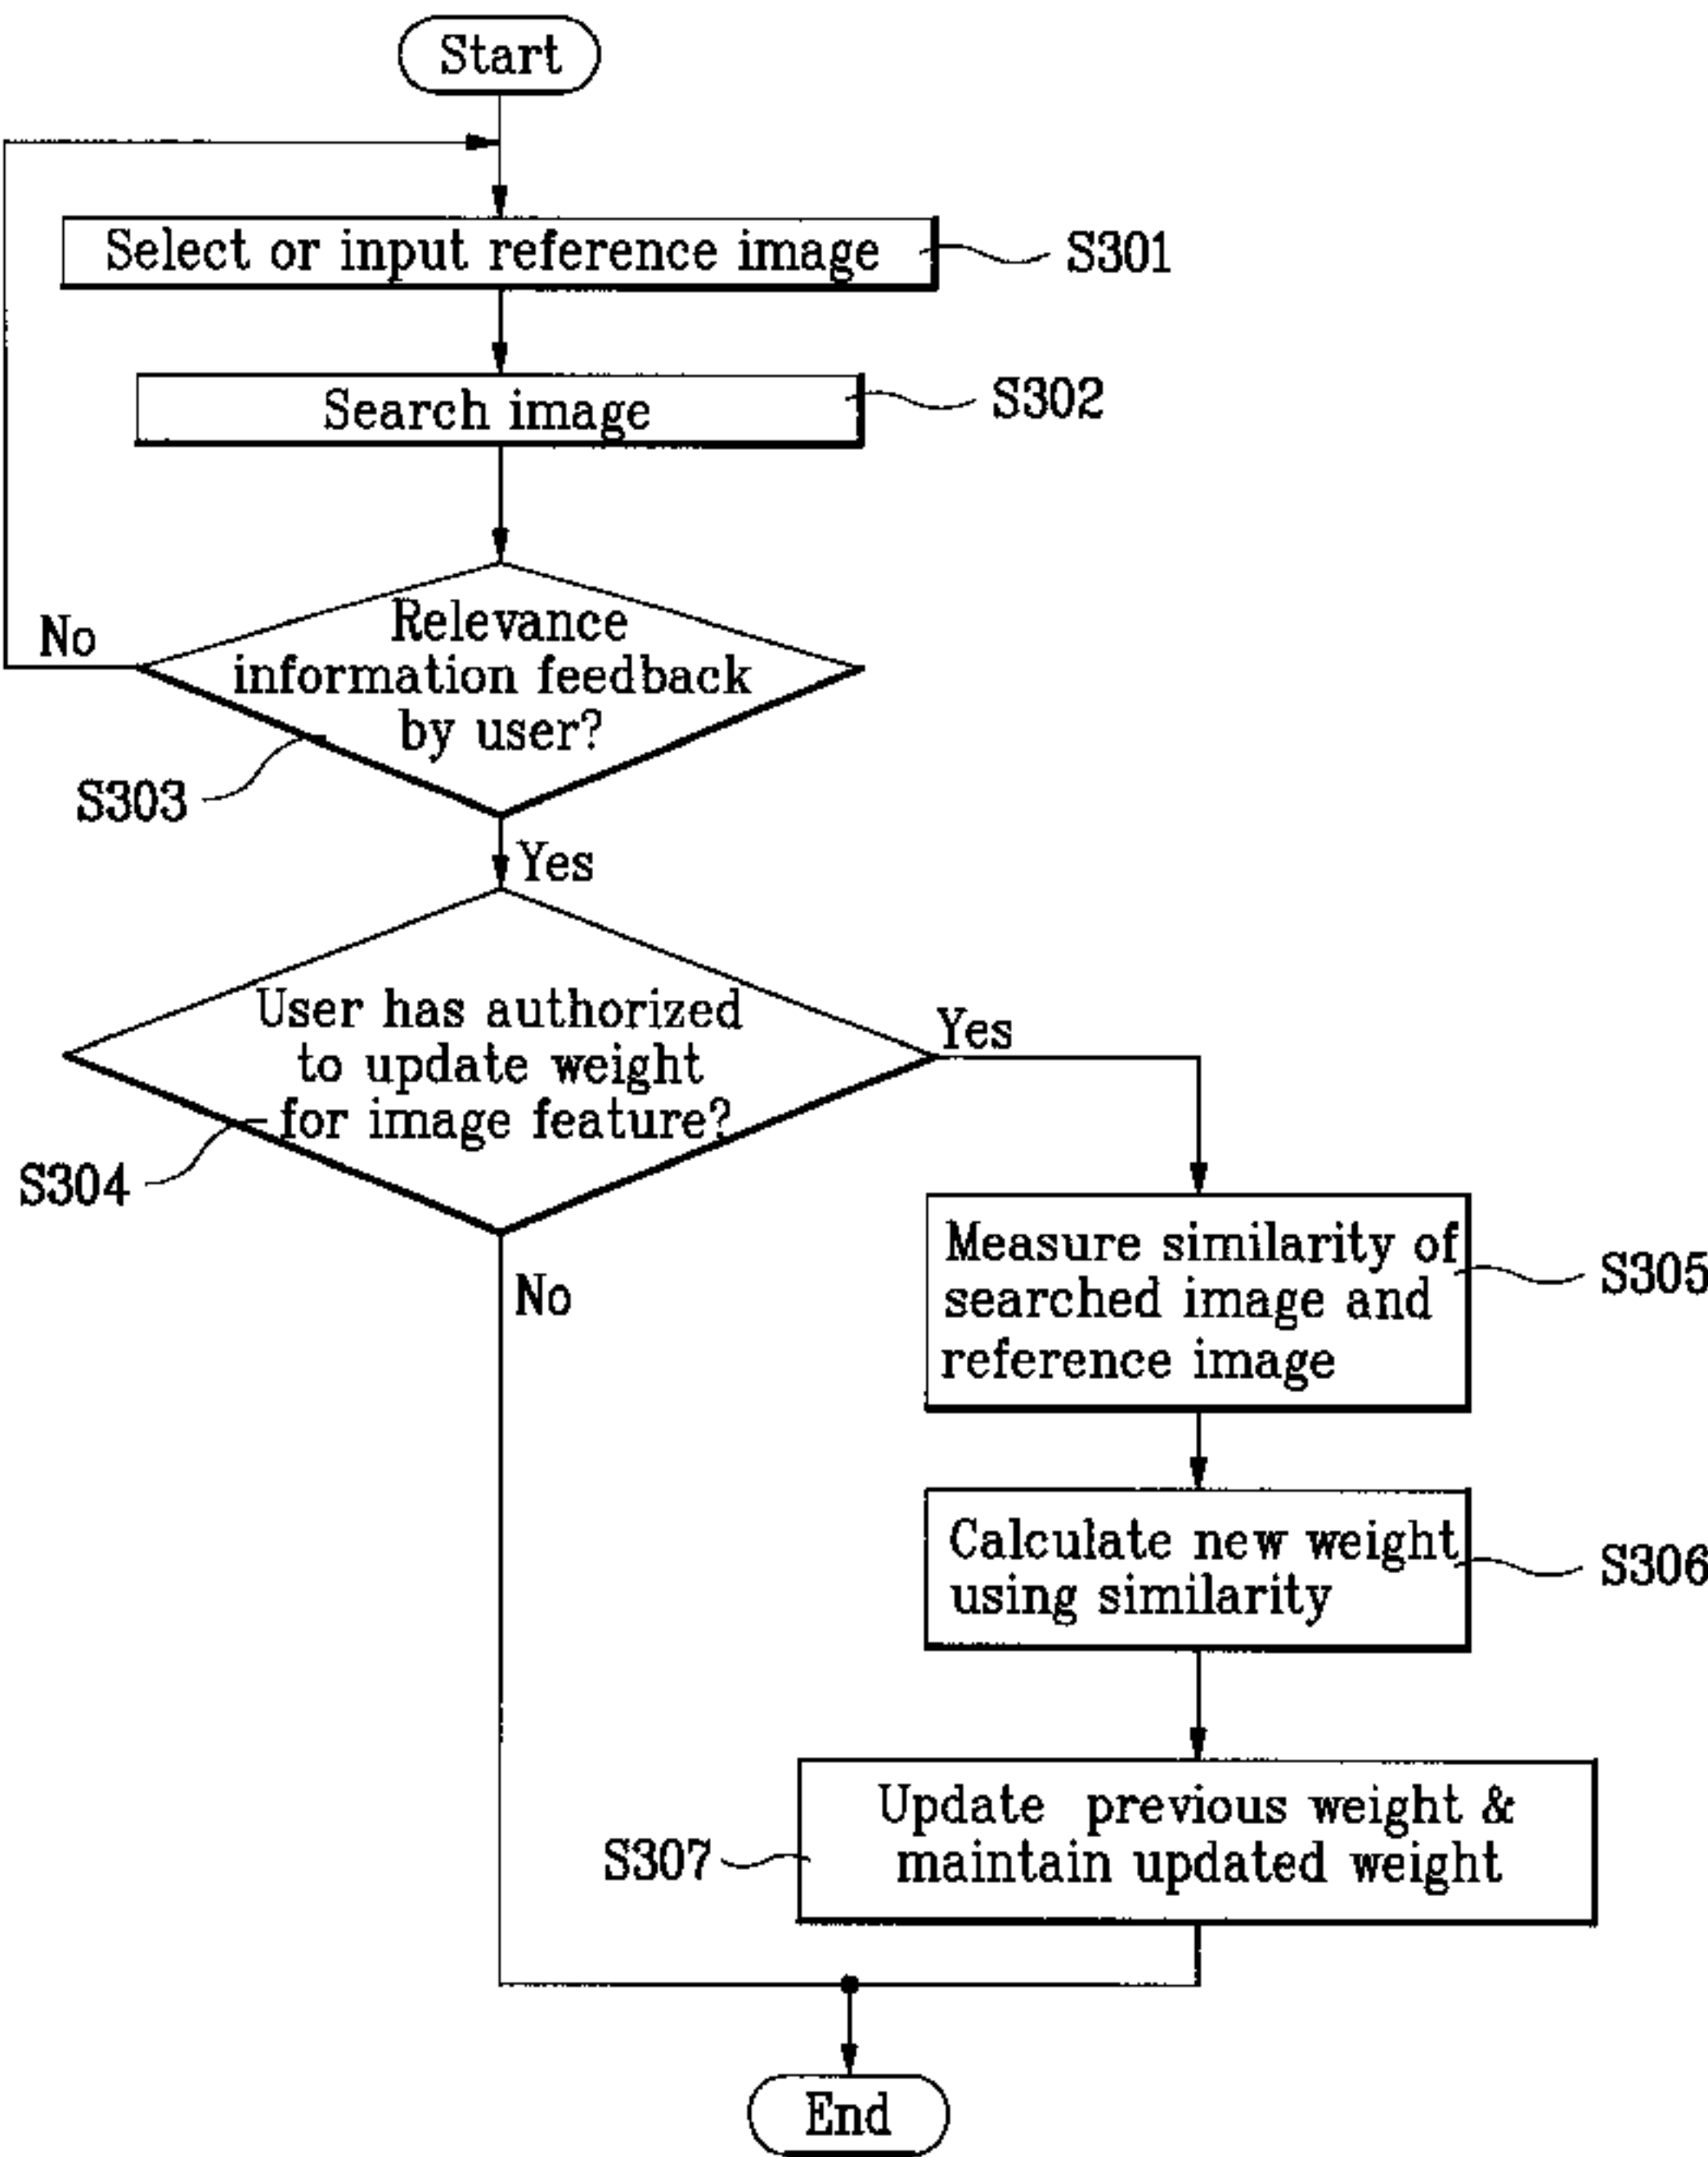 Start
Select or input reference image
S301
Search image
S302
No
Relevance
information feedback
by user?
S303
Yes
User has authorized
to update weight
for image feature?
S304
Yes
No
Measure similarity of
searched image and
reference image
S305
Calculate new weight
using similarity
S306
Update previous weight &
maintain updated weight
S307
End